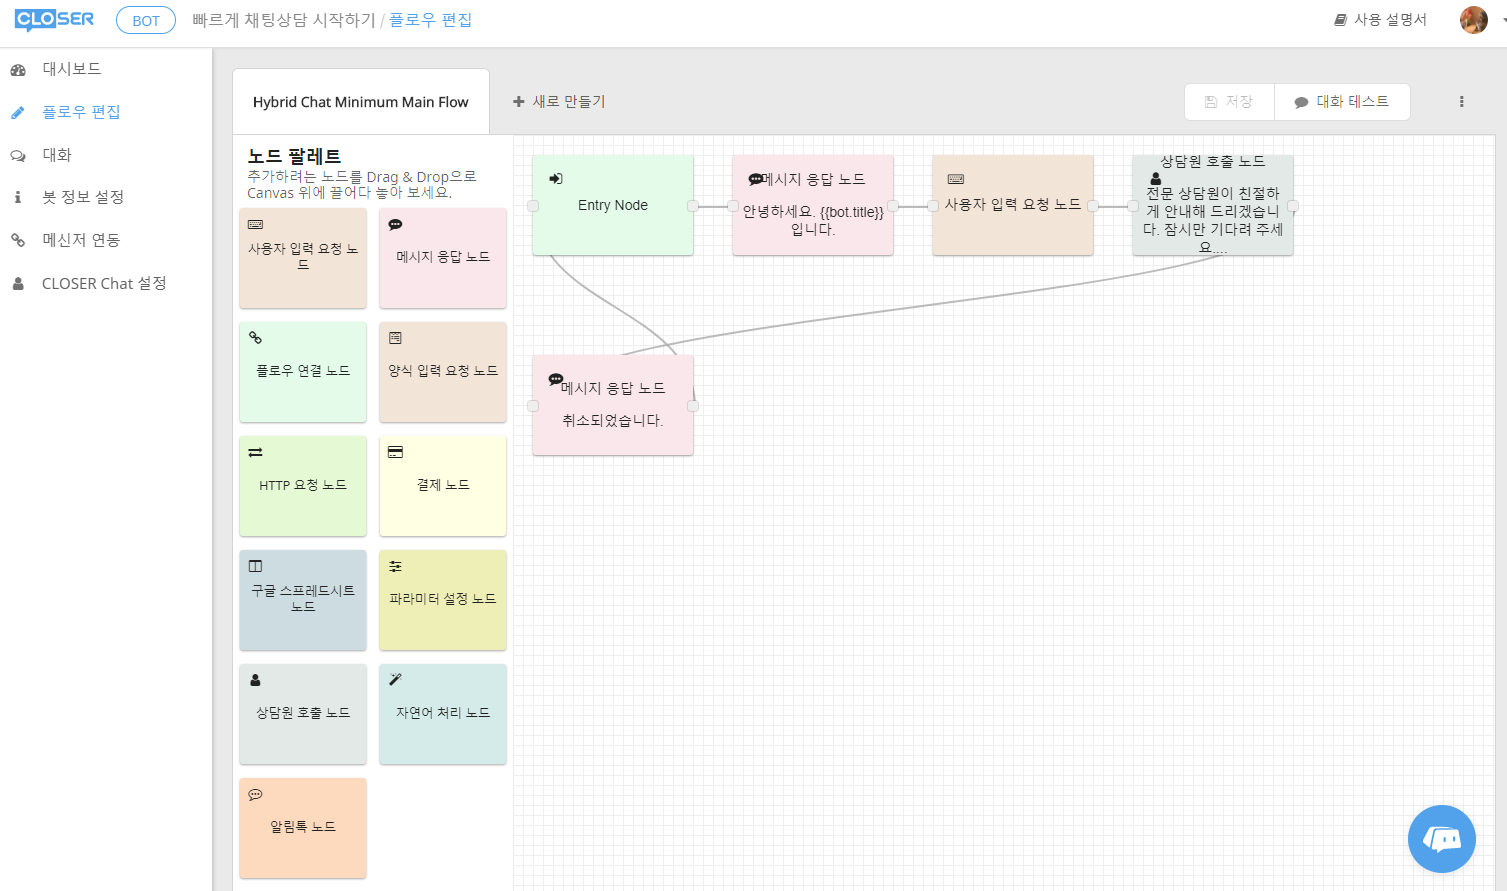 CLOSER
BOT
빠르게 채팅상담 시작하기 / 플로우 편집
사용 설명서
대시보드
플로우 편집
대화
봇 정보 설정
메신저 연동
CLOSER Chat 설정
Hybrid Chat Minimum Main Flow
새로 만들기
저장
대화 테스트
노드 팔레트
추가하려는 노드를 Drag & Drop으로
Canvas 위에 끌어다 놓아 보세요.
사용자 입력 요청 노
드
메시지 응답 노드
플로우 연결 노드
양식 입력 요청 노드
HTTP 요청 노드
결제 노드
구글 스프레드시트
노드
파라미터 설정 노드
상담원 호출 노드
자연어 처리 노드
알림톡 노드
Entry Node
메시지 응답 노드
안녕하세요. {{bot.title}}
입니다.
사용자 입력 요청 노드
상담원 호출 노드
전문 상담원이 친절하
게 안내해 드리겠습니
다. 잠시만 기다려 주세
요....
메시지 응답 노드
취소되었습니다.